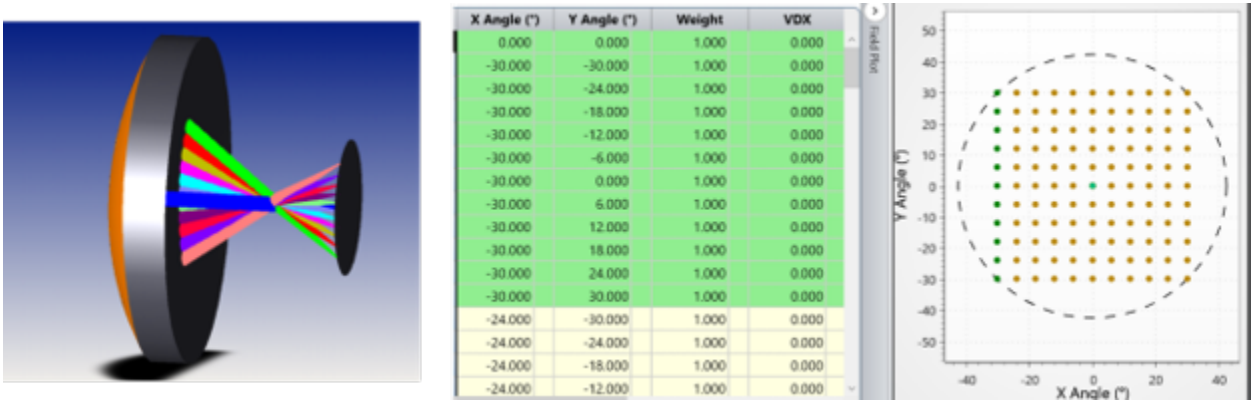 X Angle (°) Y Angle (°) Weight VDX
0.000 0.000 1.000 0.000
-30.000 -30.000 1.000 0.000
-30.000 -24.000 1.000 0.000
-30.000 -18.000 1.000 0.000
-30.000 -12.000 1.000 0.000
-30.000 -6.000 1.000 0.000
-30.000 0.000 1.000 0.000
-30.000 6.000 1.000 0.000
-30.000 12.000 1.000 0.000
-30.000 18.000 1.000 0.000
-30.000 24.000 1.000 0.000
-30.000 30.000 1.000 0.000
-24.000 -30.000 1.000 0.000
-24.000 -24.000 1.000 0.000
-24.000 -18.000 1.000 0.000
-24.000 -12.000 1.000 0.000
Field Plot
Y Angle (°)
50
40
30
20
10
0
-10
-20
-30
-40
-50
-40 -20 0 20 40
X Angle (°)